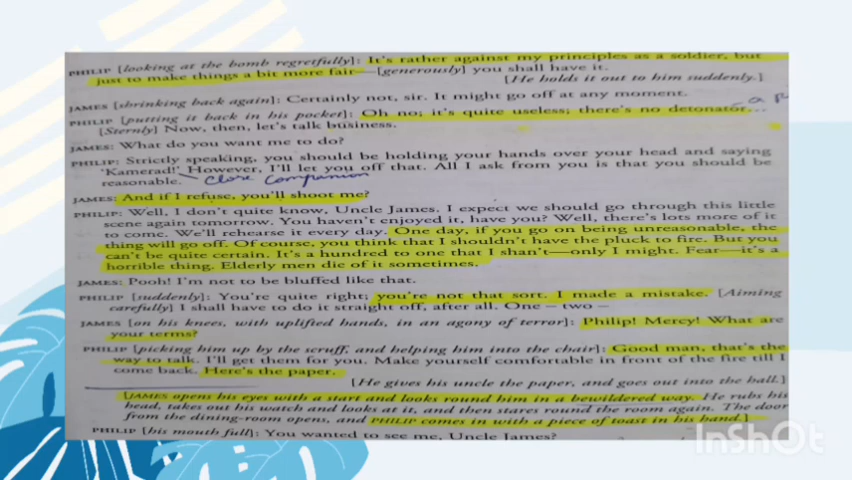 PHILIP [looking at the bomb regretfully]: It's rather against my principles as a soldier, but
just to make things a bit more fair—[generously] you shall have it.
[He holds it out to him suddenly.]
JAMES [shrinking back again]: Certainly not, sir. It might go off at any moment.
PHILIP [putting it back in his pocket]: Oh no; it's quite useless; there's no detonator...
[Sternly] Now, then, let's talk business.
JAMES: What do you want me to do?
PHILIP: Strictly speaking, you should be holding your hands over your head and saying
'Kamerad!' However, I'll let you off that. All I ask from you is that you should be
reasonable. Close companion
JAMES: And if I refuse, you'll shoot me?
PHILIP: Well, I don't quite know, Uncle James. I expect we should go through this little
scene again tomorrow. You haven't enjoyed it, have you? Well, there's lots more of it
to come. We'll rehearse it every day. One day, if you go on being unreasonable, the
thing will go off. Of course, you think that I shouldn't have the pluck to fire. But you
can't be quite certain. It's a hundred to one that I shan't—only I might. Fear—it's a
horrible thing. Elderly men die of it sometimes.
JAMES: Pooh! I'm not to be bluffed like that.
PHILIP [suddenly]: You're quite right; you're not that sort. I made a mistake. [Aiming
carefully] I shall have to do it straight off, after all. One – two –
JAMES [on his knees, with uplifted hands, in an agony of terror]: Philip! Mercy! What are
your terms?
PHILIP [picking him up by the scruff, and helping him into the chair]: Good man, that's the
way to talk. I'll get them for you. Make yourself comfortable in front of the fire till I
come back. Here's the paper.
[He gives his uncle the paper, and goes out into the hall.]
[JAMES opens his eyes with a start and looks round him in a bewildered way. He rubs his
head, takes out his watch and looks at it, and then stares round the room again. The door
from the dining-room opens, and PHILIP comes in with a piece of toast in his hand.]
PHILIP [his mouth full]: You wanted to see me, Uncle James?
InShOt